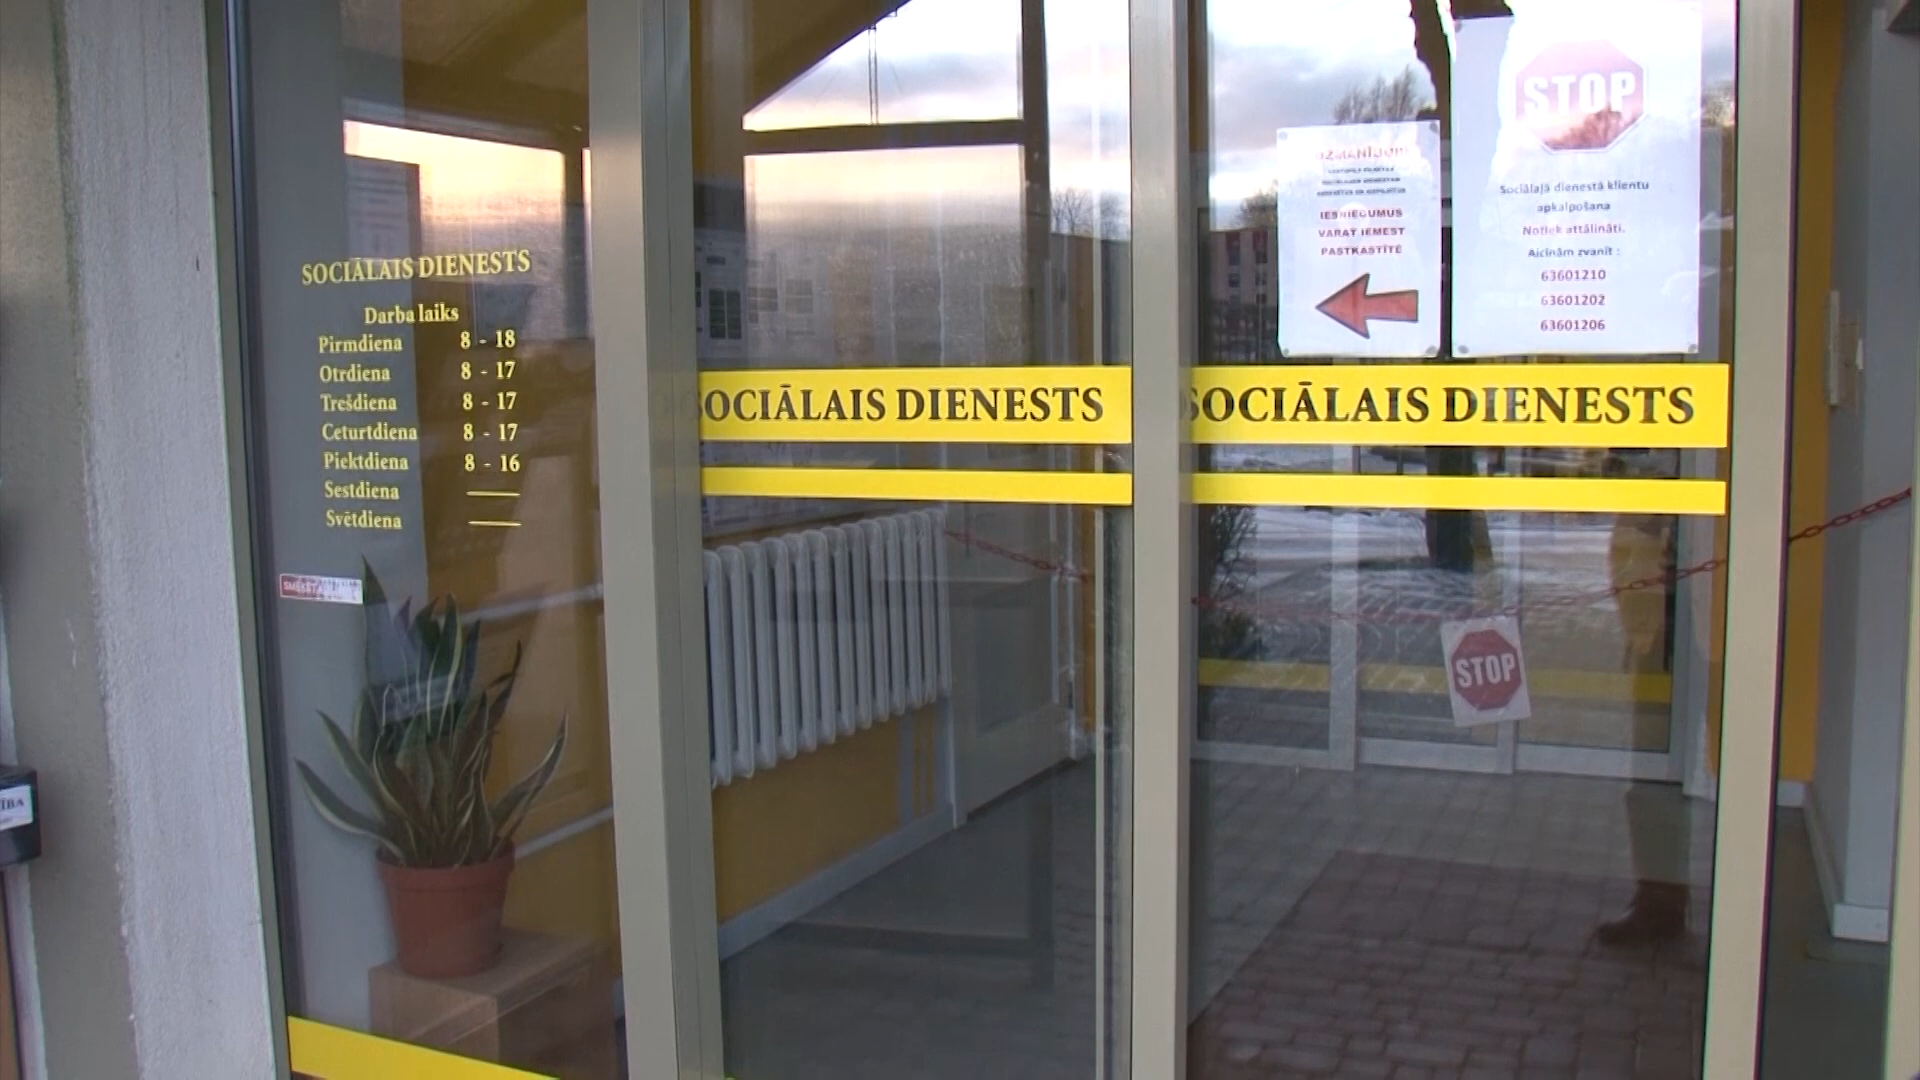 SOCIĀLAIS DIENESTS
Darba laiks
Pirmdiena 8 - 18
Otrdiena 8 - 17
Trešdiena 8 - 17
Ceturtdiena 8 - 17
Piektdiena 8 - 16
Sestdiena
Svētdiena
SOCIĀLAIS DIENESTS
SOCIĀLAIS DIENESTS
UZMANĪJUMU
IESNIEGUMUS
VARAT IEMEST
PASTKASTĪTĒ
STOP
Sociālajā dienestā klientu
apkalpošana
Notiek attālināti.
Aicinām zvanīt :
63601210
63601202
63601206
STOP
ĪBA